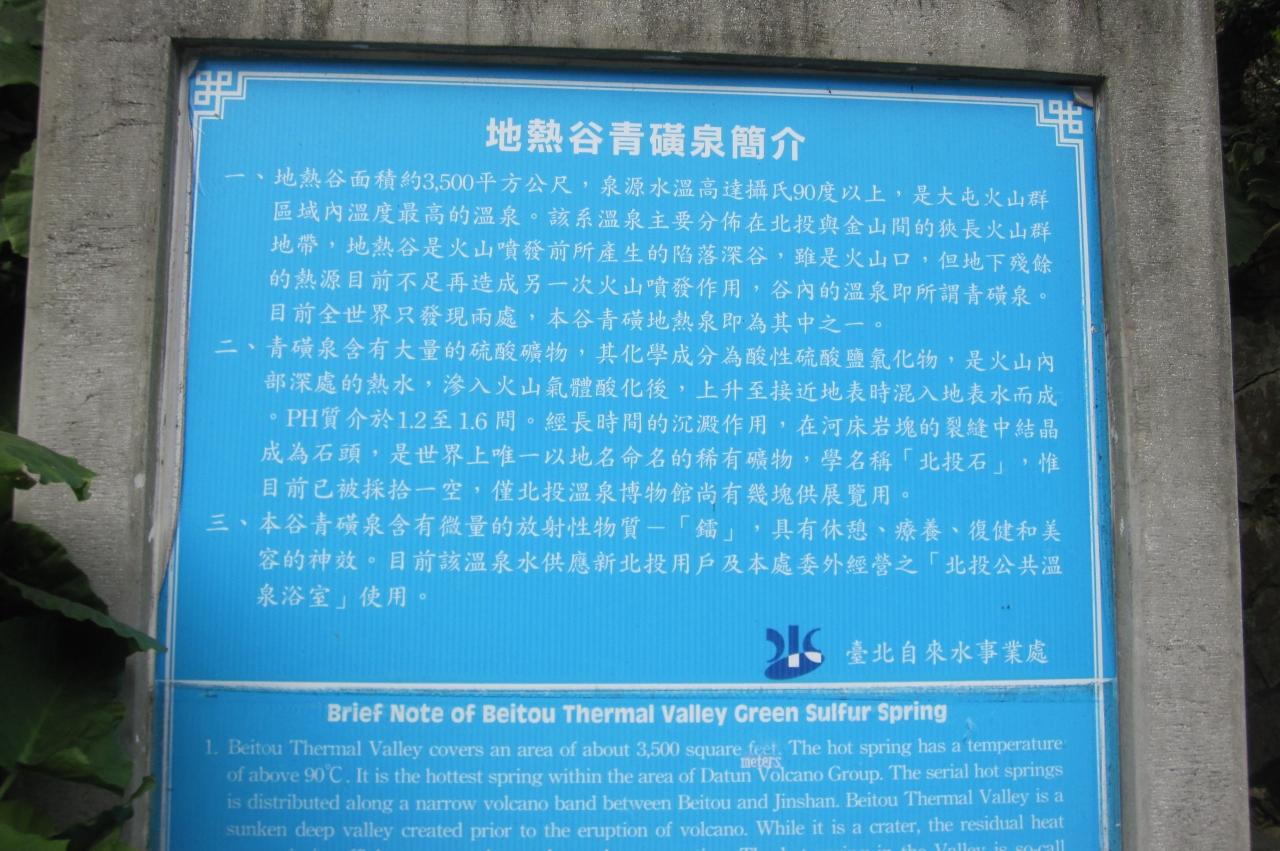 地熱谷青磺泉簡介
一、地熱谷面積約3,500平方公尺，泉源水溫高達攝氏90度以上，是大屯火山群
區域內溫度最高的溫泉。該系溫泉主要分佈在北投與金山間的狹長火山群
地帶，地熱谷是火山噴發前所產生的陷落深谷，雖是火山口，但地下殘餘
的熱源目前不足再造成另一次火山噴發作用，谷內的溫泉即所謂青磺泉。
目前全世界只發現兩處，本谷青磺地熱泉即為其中之一。
二、青磺泉含有大量的硫酸礦物，其化學成分為酸性硫酸鹽氯化物，是火山內
部深處的熱水，滲入火山氣體酸化後，上升至接近地表時混入地表水而成
。PH質介於1.2至1.6間。經長時間的沉澱作用，在河床岩塊的裂縫中結晶
成為石頭，是世界上唯一以地名命名的稀有礦物，學名稱「北投石」，惟
目前已被採拾一空，僅北投溫泉博物館尚有幾塊供展覽用。
三、本谷青磺泉含有微量的放射性物質－「鐳」，具有休憩、療養、復健和美
容的神效。目前該溫泉水供應新北投用戶及本處委外經營之「北投公共溫
泉浴室」使用。
臺北自來水事業處
Brief Note of Beitou Thermal Valley Green Sulfur Spring
1. Beitou Thermal Valley covers an area of about 3,500 square feet. The hot spring has a temperature
meters
of above 90℃. It is the hottest spring within the area of Datun Volcano Group. The serial hot springs
is distributed along a narrow volcano band between Beitou and Jinshan. Beitou Thermal Valley is a
sunken deep valley created prior to the eruption of volcano. While it is a crater, the residual heat